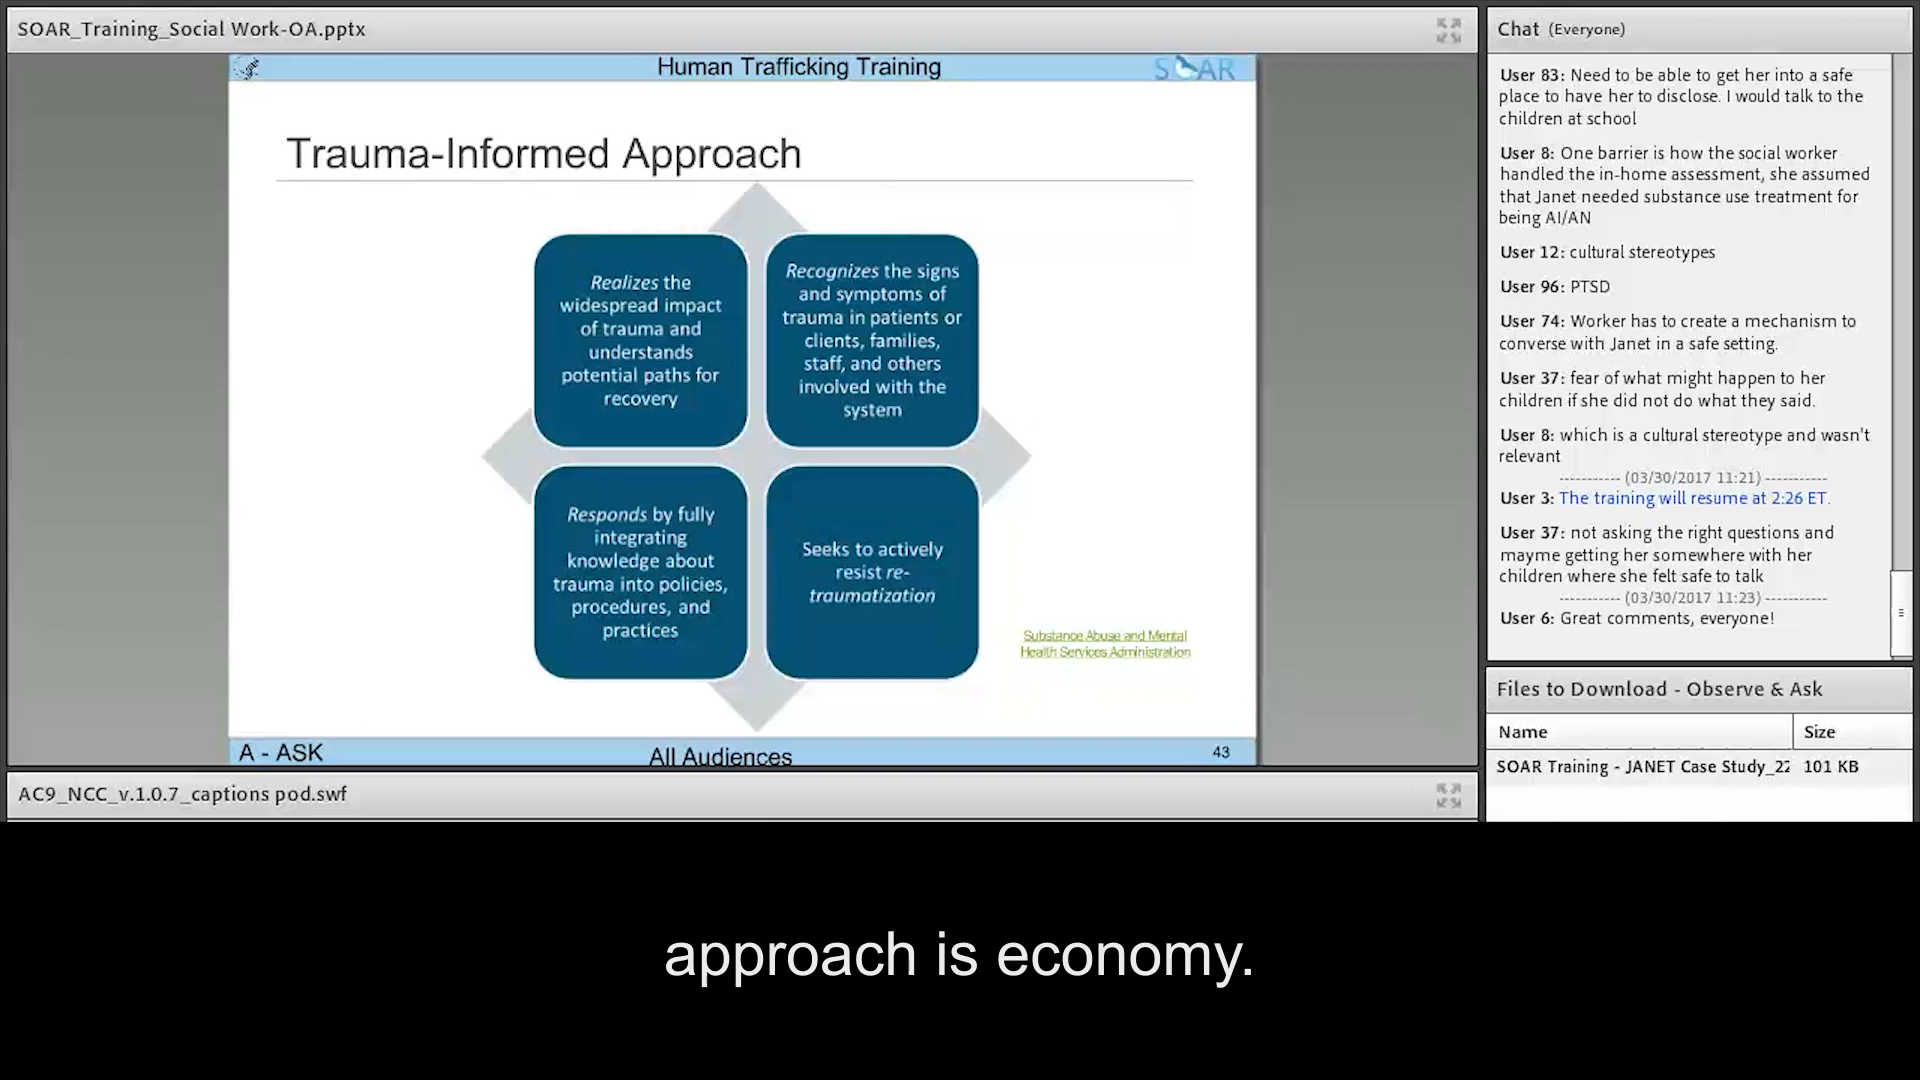 SOAR_Training_Social Work-OA.pptx
Human Trafficking Training
SOAR
Trauma-Informed Approach
Realizes the
widespread impact
of trauma and
understands
potential paths for
recovery
Recognizes the signs
and symptoms of
trauma in patients or
clients, families,
staff, and others
involved with the
system
Responds by fully
integrating
knowledge about
trauma into policies,
procedures, and
practices
Seeks to actively
resist re-
traumatization
Substance Abuse and Mental
Health Services Administration
A - ASK
All Audiences
43
AC9_NCC_v.1.0.7_captions pod.swf
approach is economy.
Chat (Everyone)
User 83: Need to be able to get her into a safe
place to have her to disclose. I would talk to the
children at school
User 8: One barrier is how the social worker
handled the in-home assessment, she assumed
that Janet needed substance use treatment for
being AI/AN
User 12: cultural stereotypes
User 96: PTSD
User 74: Worker has to create a mechanism to
converse with Janet in a safe setting.
User 37: fear of what might happen to her
children if she did not do what they said.
User 8: which is a cultural stereotype and wasn't
relevant
----------- (03/30/2017 11:21) -----------
User 3: The training will resume at 2:26 ET.
User 37: not asking the right questions and
mayme getting her somewhere with her
children where she felt safe to talk
----------- (03/30/2017 11:23) -----------
User 6: Great comments, everyone!
Files to Download - Observe & Ask
Name Size
SOAR Training - JANET Case Study_22 101 KB